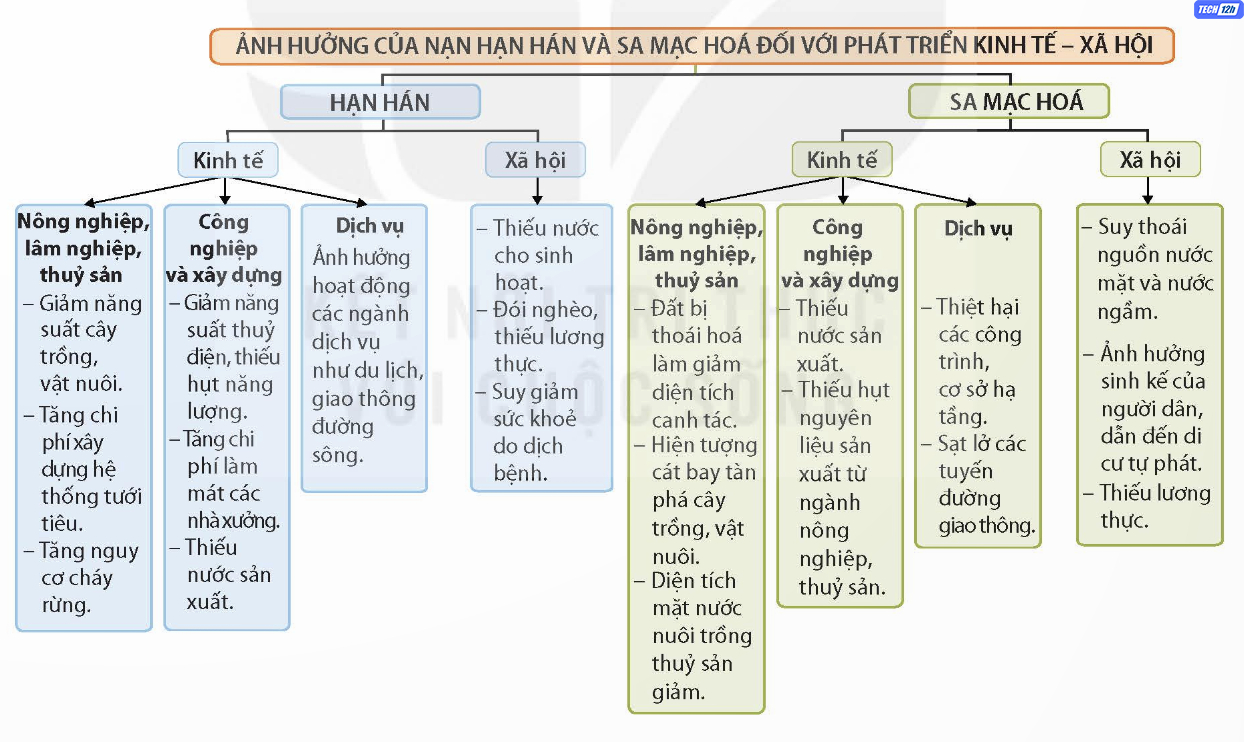 TECH 12h
ẢNH HƯỞNG CỦA NẠN HẠN HÁN VÀ SA MẠC HOÁ ĐỐI VỚI PHÁT TRIỂN KINH TẾ – XÃ HỘI
HẠN HÁN
Kinh tế
Nông nghiệp,
lâm nghiệp,
thuỷ sản
– Giảm năng
suất cây
trồng,
vật nuôi.
– Tăng chi
phí xây
dựng hệ
thống tưới
tiêu.
– Tăng nguy
cơ cháy
rừng.
Công
nghiệp
và xây dựng
– Giảm năng
suất thuỷ
điện, thiếu
hụt năng
lượng.
– Tăng chi
phí làm
mát các
nhà xưởng.
– Thiếu
nước sản
xuất.
Dịch vụ
Ảnh hưởng
hoạt động
các ngành
dịch vụ
như du lịch,
giao thông
đường
sông.
Xã hội
– Thiếu nước
cho sinh
hoạt.
– Đói nghèo,
thiếu lương
thực.
– Suy giảm
sức khoẻ
do dịch
bệnh.
SA MẠC HOÁ
Kinh tế
Nông nghiệp,
lâm nghiệp,
thuỷ sản
– Đất bị
thoái hoá
làm giảm
diện tích
canh tác.
– Hiện tượng
cát bay tàn
phá cây
trồng, vật
nuôi.
– Diện tích
mặt nước
nuôi trồng
thuỷ sản
giảm.
Công
nghiệp
và xây dựng
– Thiếu
nước sản
xuất.
– Thiếu hụt
nguyên
liệu sản
xuất từ
ngành
nông
nghiệp,
thuỷ sản.
Dịch vụ
– Thiệt hại
các công
trình,
cơ sở hạ
tầng.
– Sạt lở các
tuyến
đường
giao thông.
Xã hội
– Suy thoái
nguồn nước
mặt và nước
ngầm.
– Ảnh hưởng
sinh kế của
người dân,
dẫn đến di
cư tự phát.
– Thiếu lương
thực.
KẾT NỐI TRI THỨC
VỚI CUỘC SỐNG